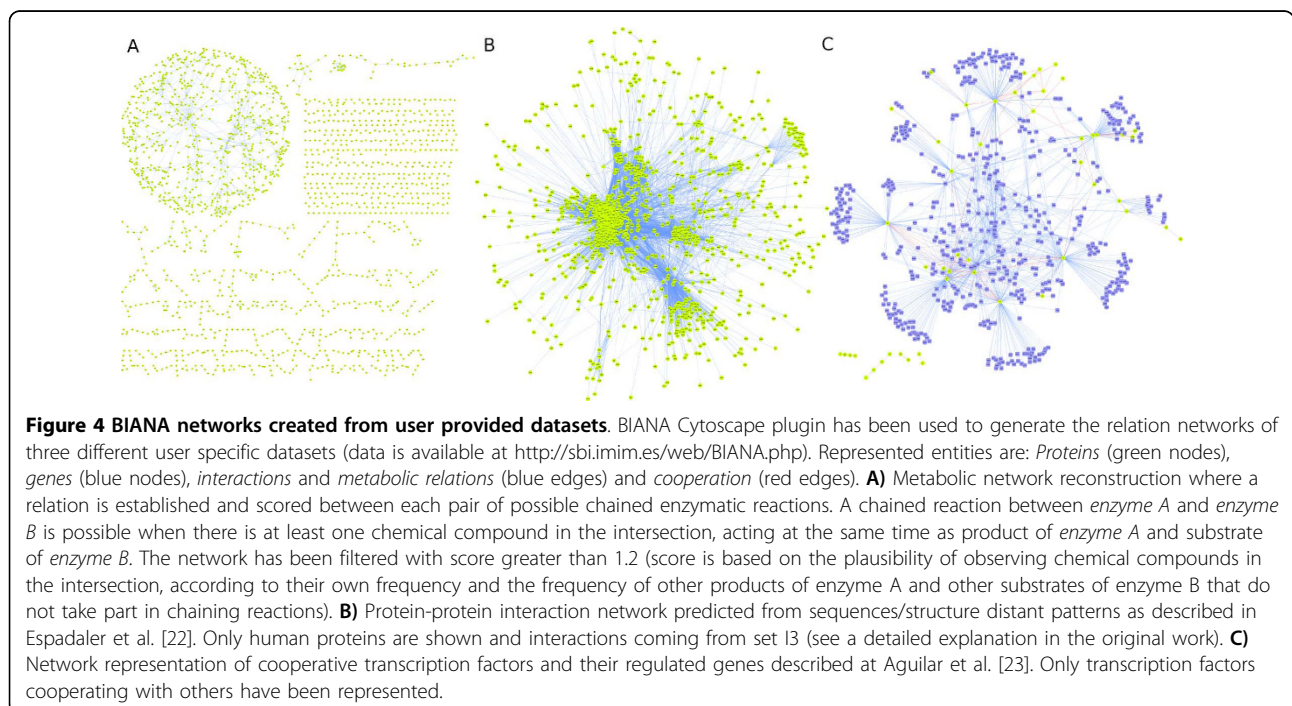 A
B
C
Figure 4 BIANA networks created from user provided datasets. BIANA Cytoscape plugin has been used to generate the relation networks of
three different user specific datasets (data is available at http://sbi.imim.es/web/BIANA.php). Represented entities are: Proteins (green nodes),
genes (blue nodes), interactions and metabolic relations (blue edges) and cooperation (red edges). A) Metabolic network reconstruction where a
relation is established and scored between each pair of possible chained enzymatic reactions. A chained reaction between enzyme A and enzyme
B is possible when there is at least one chemical compound in the intersection, acting at the same time as product of enzyme A and substrate
of enzyme B. The network has been filtered with score greater than 1.2 (score is based on the plausibility of observing chemical compounds in
the intersection, according to their own frequency and the frequency of other products of enzyme A and other substrates of enzyme B that do
not take part in chaining reactions). B) Protein-protein interaction network predicted from sequences/structure distant patterns as described in
Espadaler et al. [22]. Only human proteins are shown and interactions coming from set I3 (see a detailed explanation in the original work). C)
Network representation of cooperative transcription factors and their regulated genes described at Aguilar et al. [23]. Only transcription factors
cooperating with others have been represented.